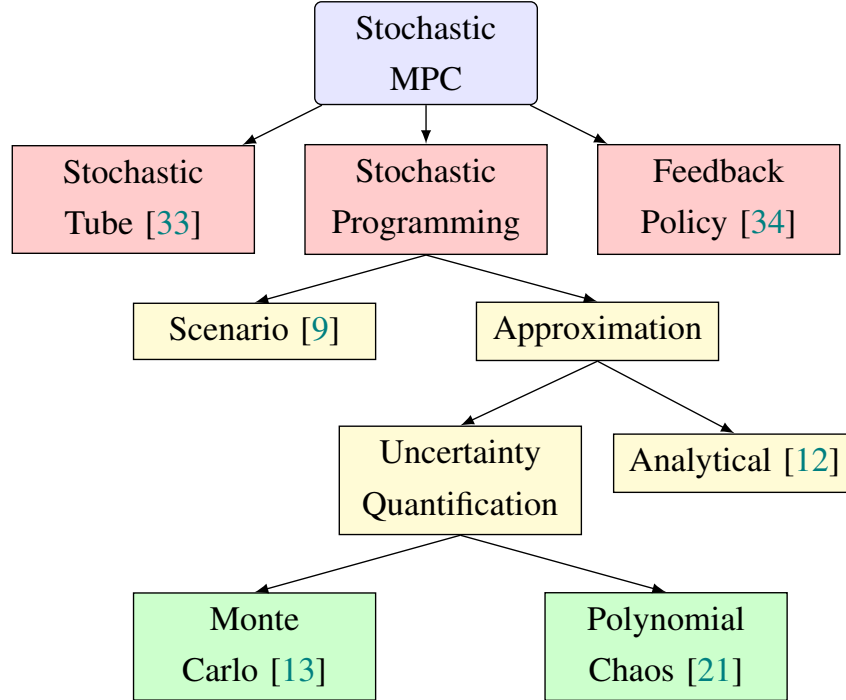 Stochastic
MPC
Stochastic
Tube [33]
Stochastic
Programming
Feedback
Policy [34]
Scenario [9]
Approximation
Uncertainty
Quantification
Analytical [12]
Monte
Carlo [13]
Polynomial
Chaos [21]